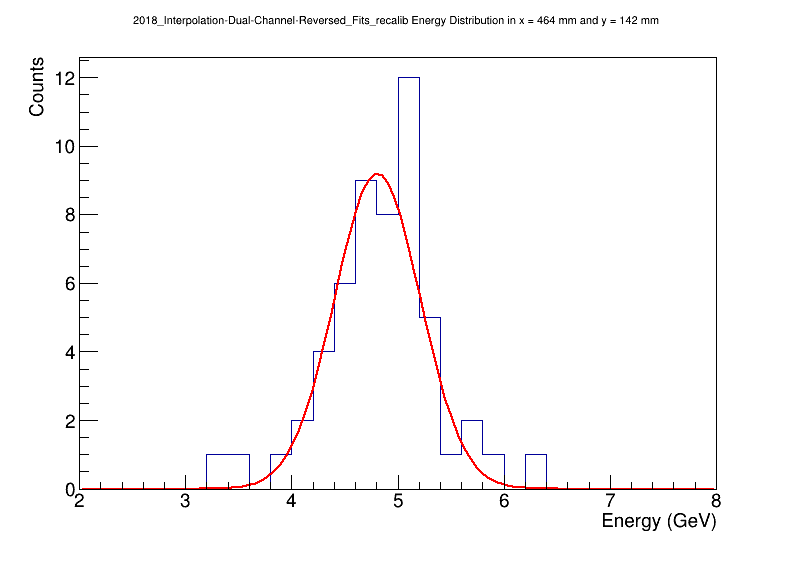 2018_Interpolation-Dual-Channel-Reversed_Fits_recalib Energy Distribution in x = 464 mm and y = 142 mm
Counts
12
10
8
6
4
2
0
2 3 4 5 6 7 8
Energy (GeV)